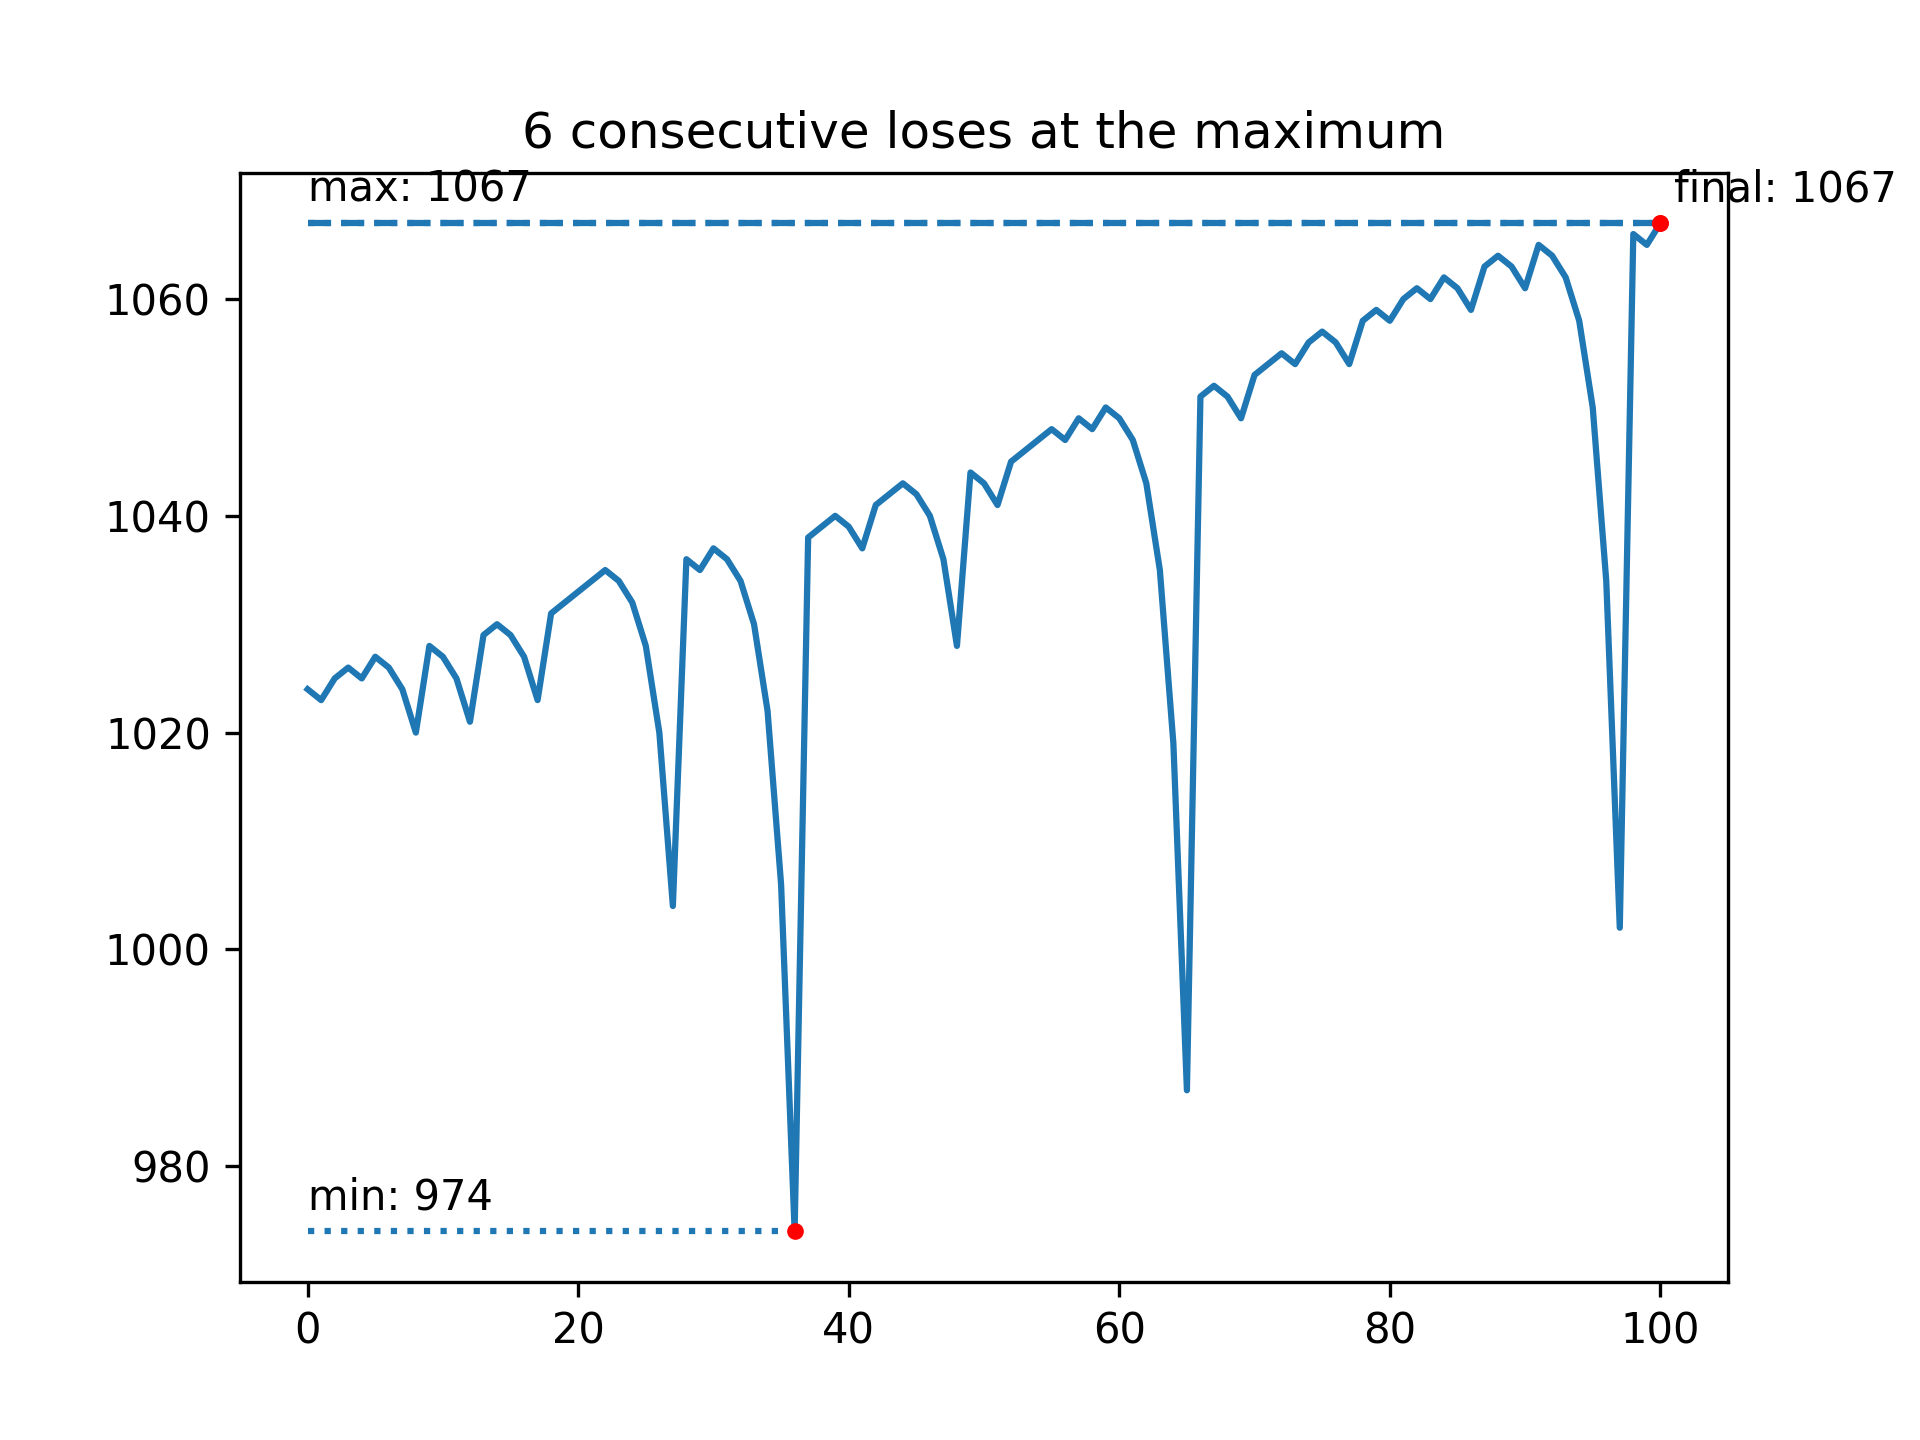 6 consecutive loses at the maximum
max: 1067
final: 1067
1060
1040
1020
1000
980
min: 974
0 20 40 60 80 100